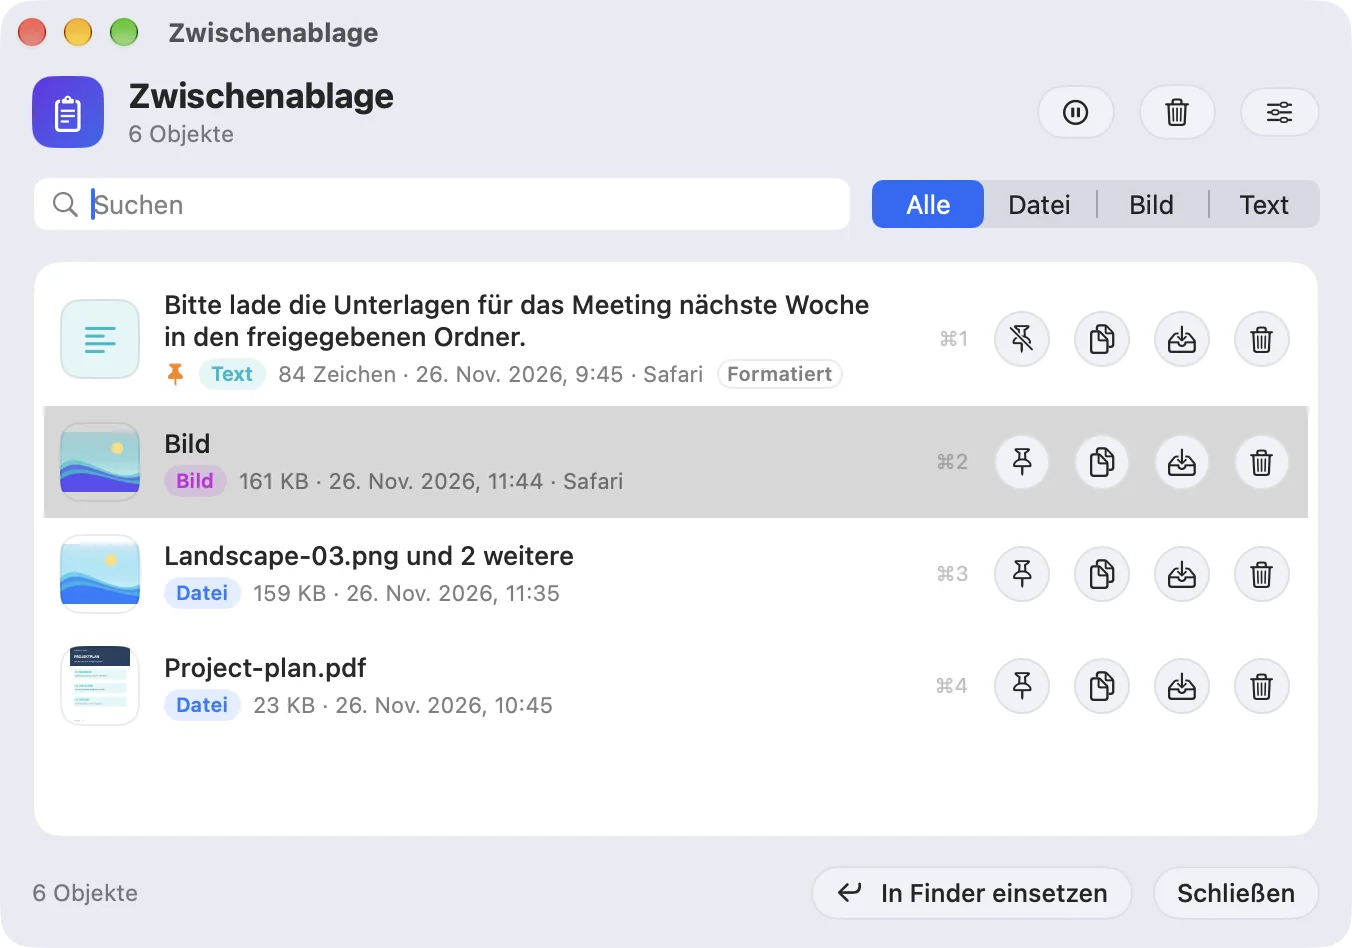 Zwischenablage
Zwischenablage
6 Objekte
Suchen
Alle
Datei
Bild
Text
Bitte lade die Unterlagen für das Meeting nächste Woche
in den freigegebenen Ordner.
⌘1
Text 84 Zeichen · 26. Nov. 2026, 9:45 · Safari Formatiert
Bild
⌘2
Bild 161 KB · 26. Nov. 2026, 11:44 · Safari
Landscape-03.png und 2 weitere
⌘3
Datei 159 KB · 26. Nov. 2026, 11:35
PROJEKTPLAN
Project-plan.pdf
⌘4
Datei 23 KB · 26. Nov. 2026, 10:45
6 Objekte
In Finder einsetzen
Schließen